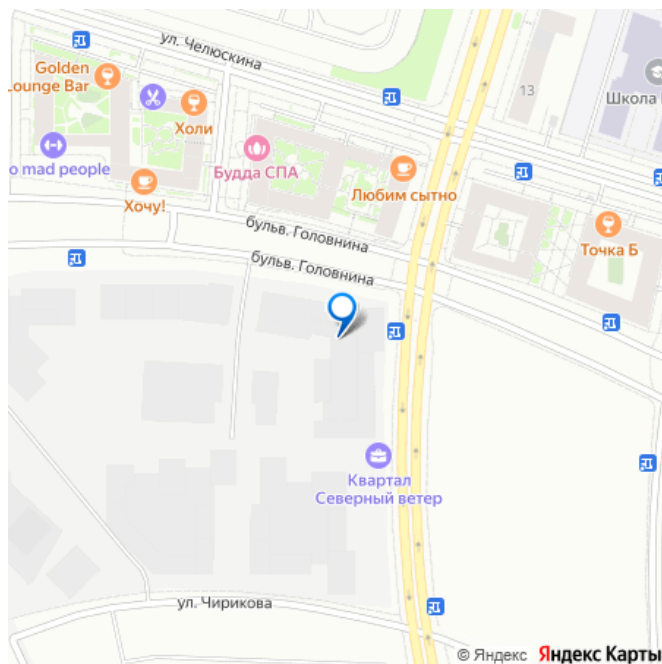 ул. Челюскина
Golden
Lounge Bar
Холи
13
Школа
o mad people
Хочу!
Будда СПА
Любим сытно
бульв. Головнина
бульв. Головнина
Точка Б
Квартал
Северный ветер
ул. Чирикова
© Яндекс Яндекс Карты